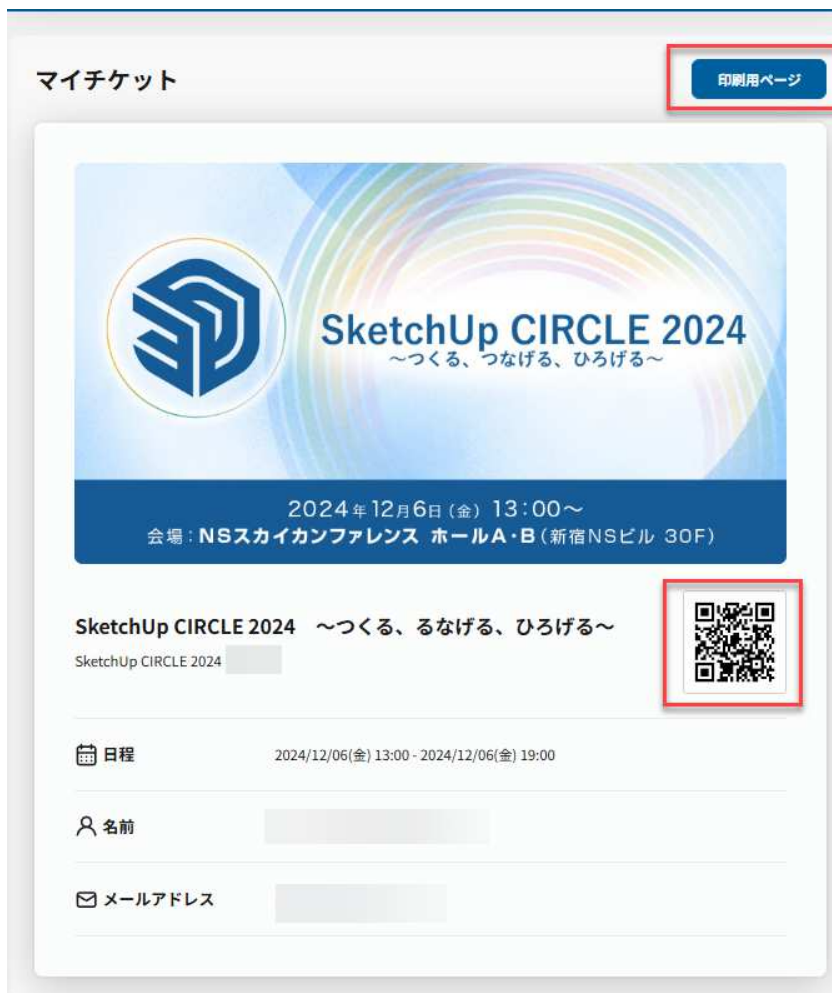 マイチケット
印刷用ページ
SketchUp CIRCLE 2024
～つくる、つなげる、ひろげる～
2024年12月6日(金) 13:00～
会場:NSスカイカンファレンス ホールA・B(新宿NSビル 30F)
SketchUp CIRCLE 2024 ～つくる、るなげる、ひろげる～
SketchUp CIRCLE 2024
日程
2024/12/06(金) 13:00 - 2024/12/06(金) 19:00
名前
メールアドレス